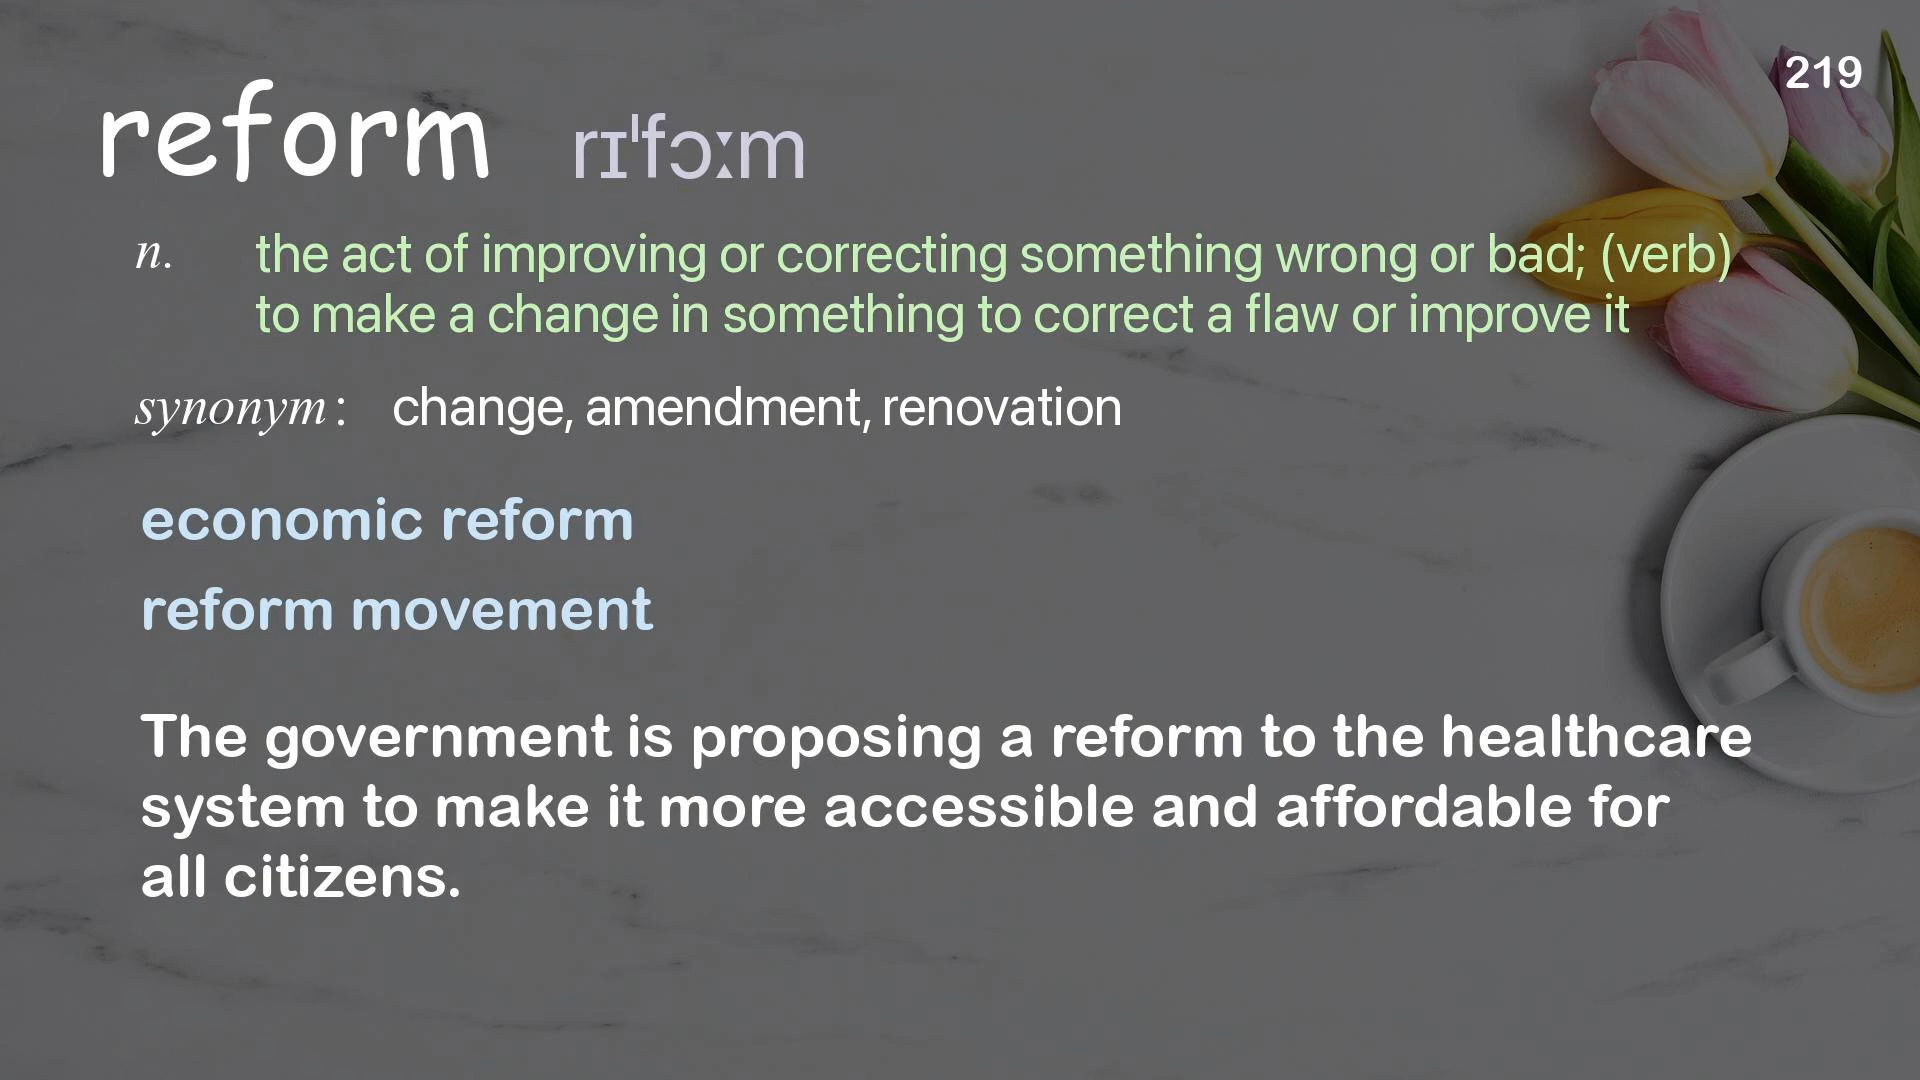 219
reform rɪˈfɔːm
n. the act of improving or correcting something wrong or bad; (verb)
to make a change in something to correct a flaw or improve it
synonym: change, amendment, renovation
economic reform
reform movement
The government is proposing a reform to the healthcare
system to make it more accessible and affordable for
all citizens.